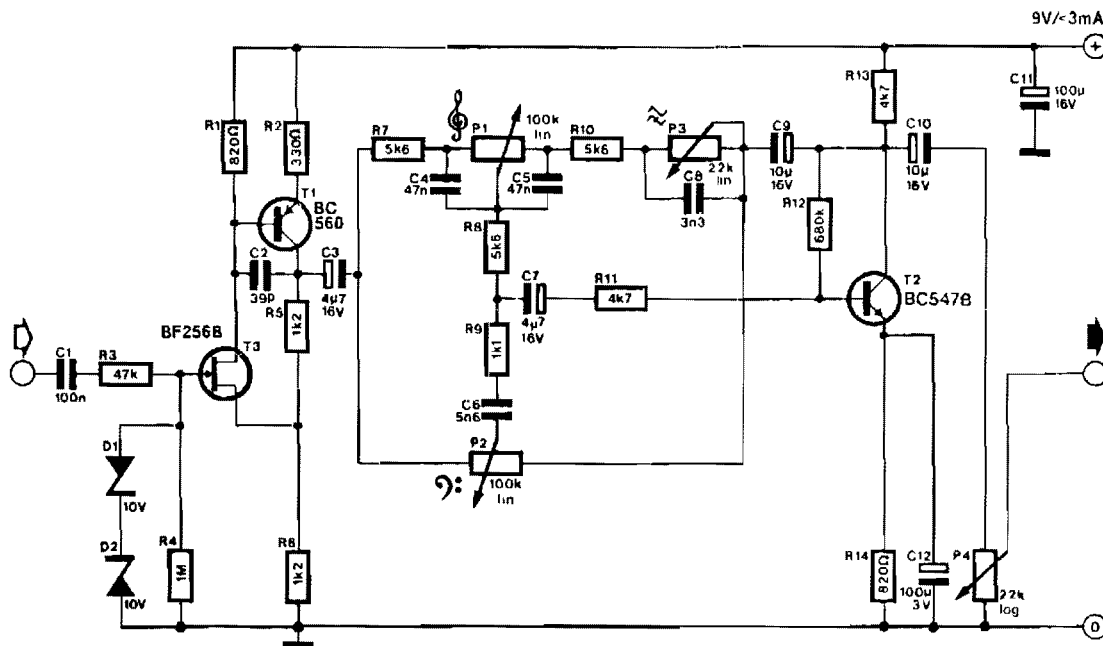 9V/<3mA
R1
820Ω
R2
330Ω
T1
BC
560
C2
39p
C3
4µ7
16V
R5
1k2
BF256B
T3
C1
100n
R3
47k
D1
10V
D2
10V
R4
1M
R6
1k2
R7
5k6
P1
100k
lin
C4
47n
C5
47n
R10
5k6
P3
22k
lin
C8
3n3
R8
5k6
C7
4µ7
16V
R11
4k7
R9
1k1
C6
5n6
P2
100k
lin
C9
10µ
16V
R12
680k
R13
4k7
C10
10µ
16V
C11
100µ
16V
T2
BC547B
R14
820Ω
C12
100µ
3V
P4
22k
log
+
0